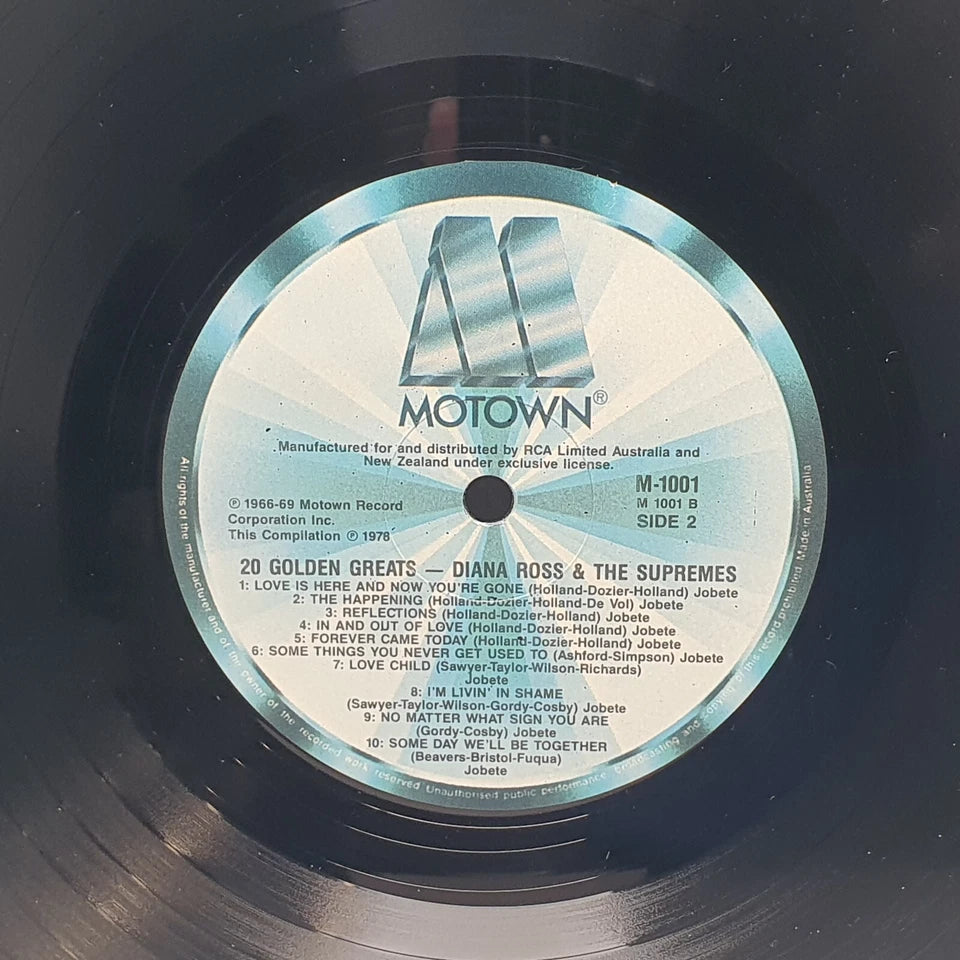 MOTOWN®
Manufactured for and distributed by RCA Limited Australia and
New Zealand under exclusive license.
M-1001
M 1001 B
SIDE 2
℗ 1966-69 Motown Record
Corporation Inc.
This Compilation ℗ 1978
20 GOLDEN GREATS — DIANA ROSS & THE SUPREMES
1: LOVE IS HERE AND NOW YOU'RE GONE (Holland-Dozier-Holland) Jobete
2: THE HAPPENING (Holland-Dozier-Holland-De Vol) Jobete
3: REFLECTIONS (Holland-Dozier-Holland) Jobete
4: IN AND OUT OF LOVE (Holland-Dozier-Holland) Jobete
5: FOREVER CAME TODAY (Holland-Dozier-Holland) Jobete
6: SOME THINGS YOU NEVER GET USED TO (Ashford-Simpson) Jobete
7: LOVE CHILD (Sawyer-Taylor-Wilson-Richards)
Jobete
8: I'M LIVIN' IN SHAME
(Sawyer-Taylor-Wilson-Gordy-Cosby) Jobete
9: NO MATTER WHAT SIGN YOU ARE
(Gordy-Cosby) Jobete
10: SOME DAY WE'LL BE TOGETHER
(Beavers-Bristol-Fuqua)
Jobete
All rights of the manufacturer and of the owner of the recorded work reserved Unauthorised public performance broadcasting and copying of this record prohibited Made in Australia